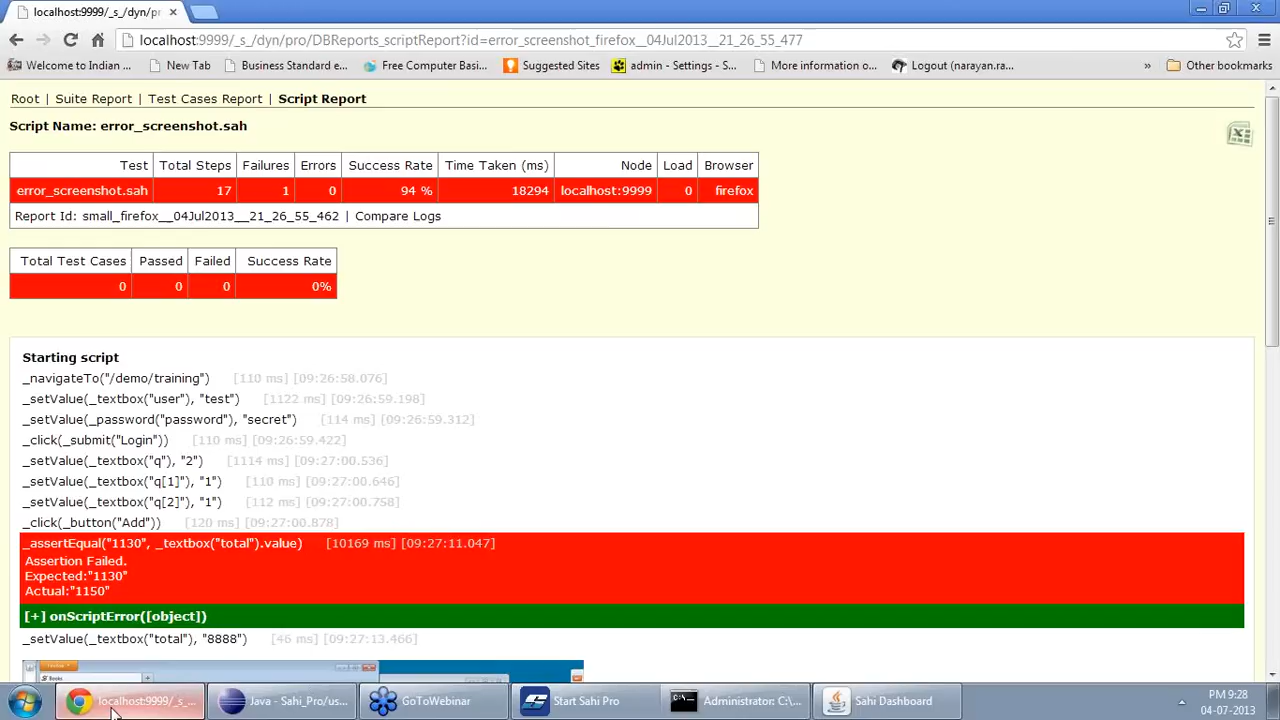 localhost:9999/_s_/dyn/pr
localhost:9999/_s_/dyn/pro/DBReports_scriptReport?id=error_screenshot_firefox__04Jul2013__21_26_55_477
Welcome to Indian ... New Tab Business Standard e... Free Computer Basi... Suggested Sites admin - Settings - S... More information o... Logout (narayan.ra... » Other bookmarks
Root | Suite Report | Test Cases Report | Script Report
Script Name: error_screenshot.sah
Test Total Steps Failures Errors Success Rate Time Taken (ms) Node Load Browser
error_screenshot.sah 17 1 0 94 % 18294 localhost:9999 0 firefox
Report Id: small_firefox__04Jul2013__21_26_55_462 | Compare Logs
Total Test Cases Passed Failed Success Rate
0 0 0 0%
Starting script
_navigateTo("/demo/training") [110 ms] [09:26:58.076]
_setValue(_textbox("user"), "test") [1122 ms] [09:26:59.198]
_setValue(_password("password"), "secret") [114 ms] [09:26:59.312]
_click(_submit("Login")) [110 ms] [09:26:59.422]
_setValue(_textbox("q"), "2") [1114 ms] [09:27:00.536]
_setValue(_textbox("q[1]"), "1") [110 ms] [09:27:00.646]
_setValue(_textbox("q[2]"), "1") [112 ms] [09:27:00.758]
_click(_button("Add")) [120 ms] [09:27:00.878]
_assertEqual("1130", _textbox("total").value) [10169 ms] [09:27:11.047]
Assertion Failed.
Expected:"1130"
Actual:"1150"
[+] onScriptError([object])
_setValue(_textbox("total"), "8888") [46 ms] [09:27:13.466]
localhost:9999/_s_... Java - Sahi_Pro/us... GoToWebinar Start Sahi Pro Administrator: C:\... Sahi Dashboard PM 9:28
04-07-2013